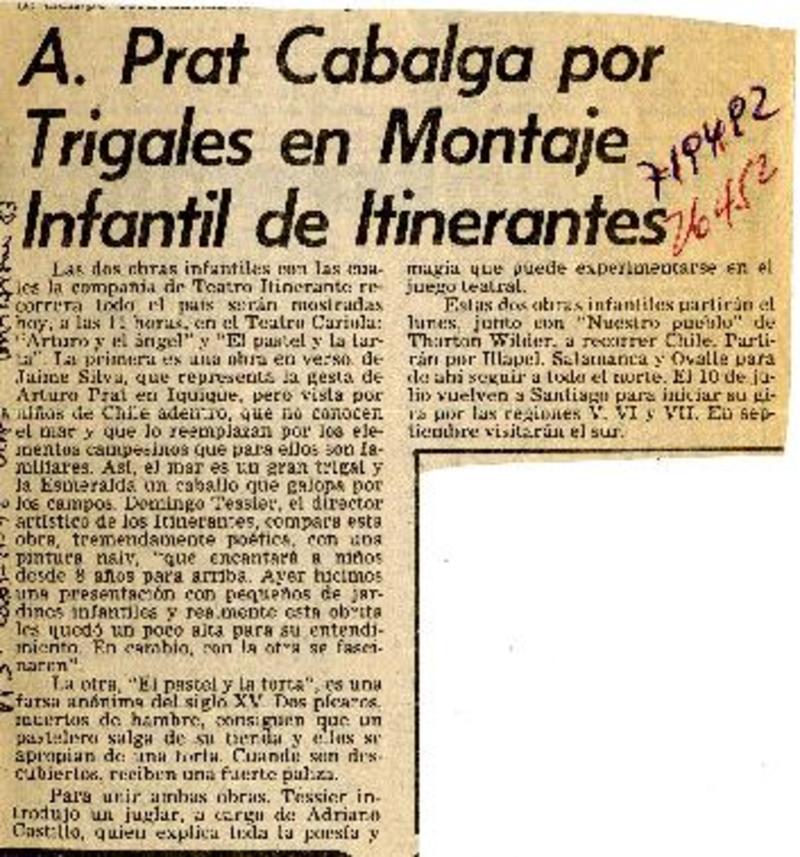 A. Prat Cabalga por
Trigales en Montaje
Infantil de Itinerantes
719482
26452
Las dos obras infantiles con las cua-
les la compañía de Teatro Itinerante re-
correrá todo el país serán mostradas
hoy, a las 11 horas, en el Teatro Cariola:
"Arturo y el ángel" y "El pastel y la tar-
ta". La primera es una obra en verso, de
Jaime Silva, que representa la gesta de
Arturo Prat en Iquique, pero vista por
niños de Chile adentro, que no conocen
el mar y que lo reemplazan por los ele-
mentos campesinos que para ellos son fa-
miliares. Así, el mar es un gran trigal y
la Esmeralda un caballo que galopa por
los campos. Domingo Tessier, el director
artístico de los Itinerantes, compara esta
obra, tremendamente poética, con una
pintura naiv, "que encantará a niños
desde 8 años para arriba. Ayer hicimos
una presentación con pequeños de jar-
dines infantiles y realmente esta obrita
les quedó un poco alta para su entendi-
miento. En cambio, con la otra se fasci-
naron".
La otra, "El pastel y la torta", es una
farsa anónima del siglo XV. Dos pícaros,
muertos de hambre, consiguen que un
pastelero salga de su tienda y ellos se
apropian de una torta. Cuando son des-
cubiertos, reciben una fuerte paliza.
Para unir ambas obras, Tessier in-
trodujo un juglar, a cargo de Adriano
Castillo, quien explica toda la poesía y
magia que puede experimentarse en el
juego teatral.
Estas dos obras infantiles partirán el
lunes, junto con "Nuestro pueblo" de
Tharton Wilder, a recorrer Chile. Parti-
rán por Illapel, Salamanca y Ovalle para
de ahí seguir a todo el norte. El 10 de ju-
lio vuelven a Santiago para iniciar su gi-
ra por las regiones V, VI y VII. En sep-
tiembre visitarán el sur.